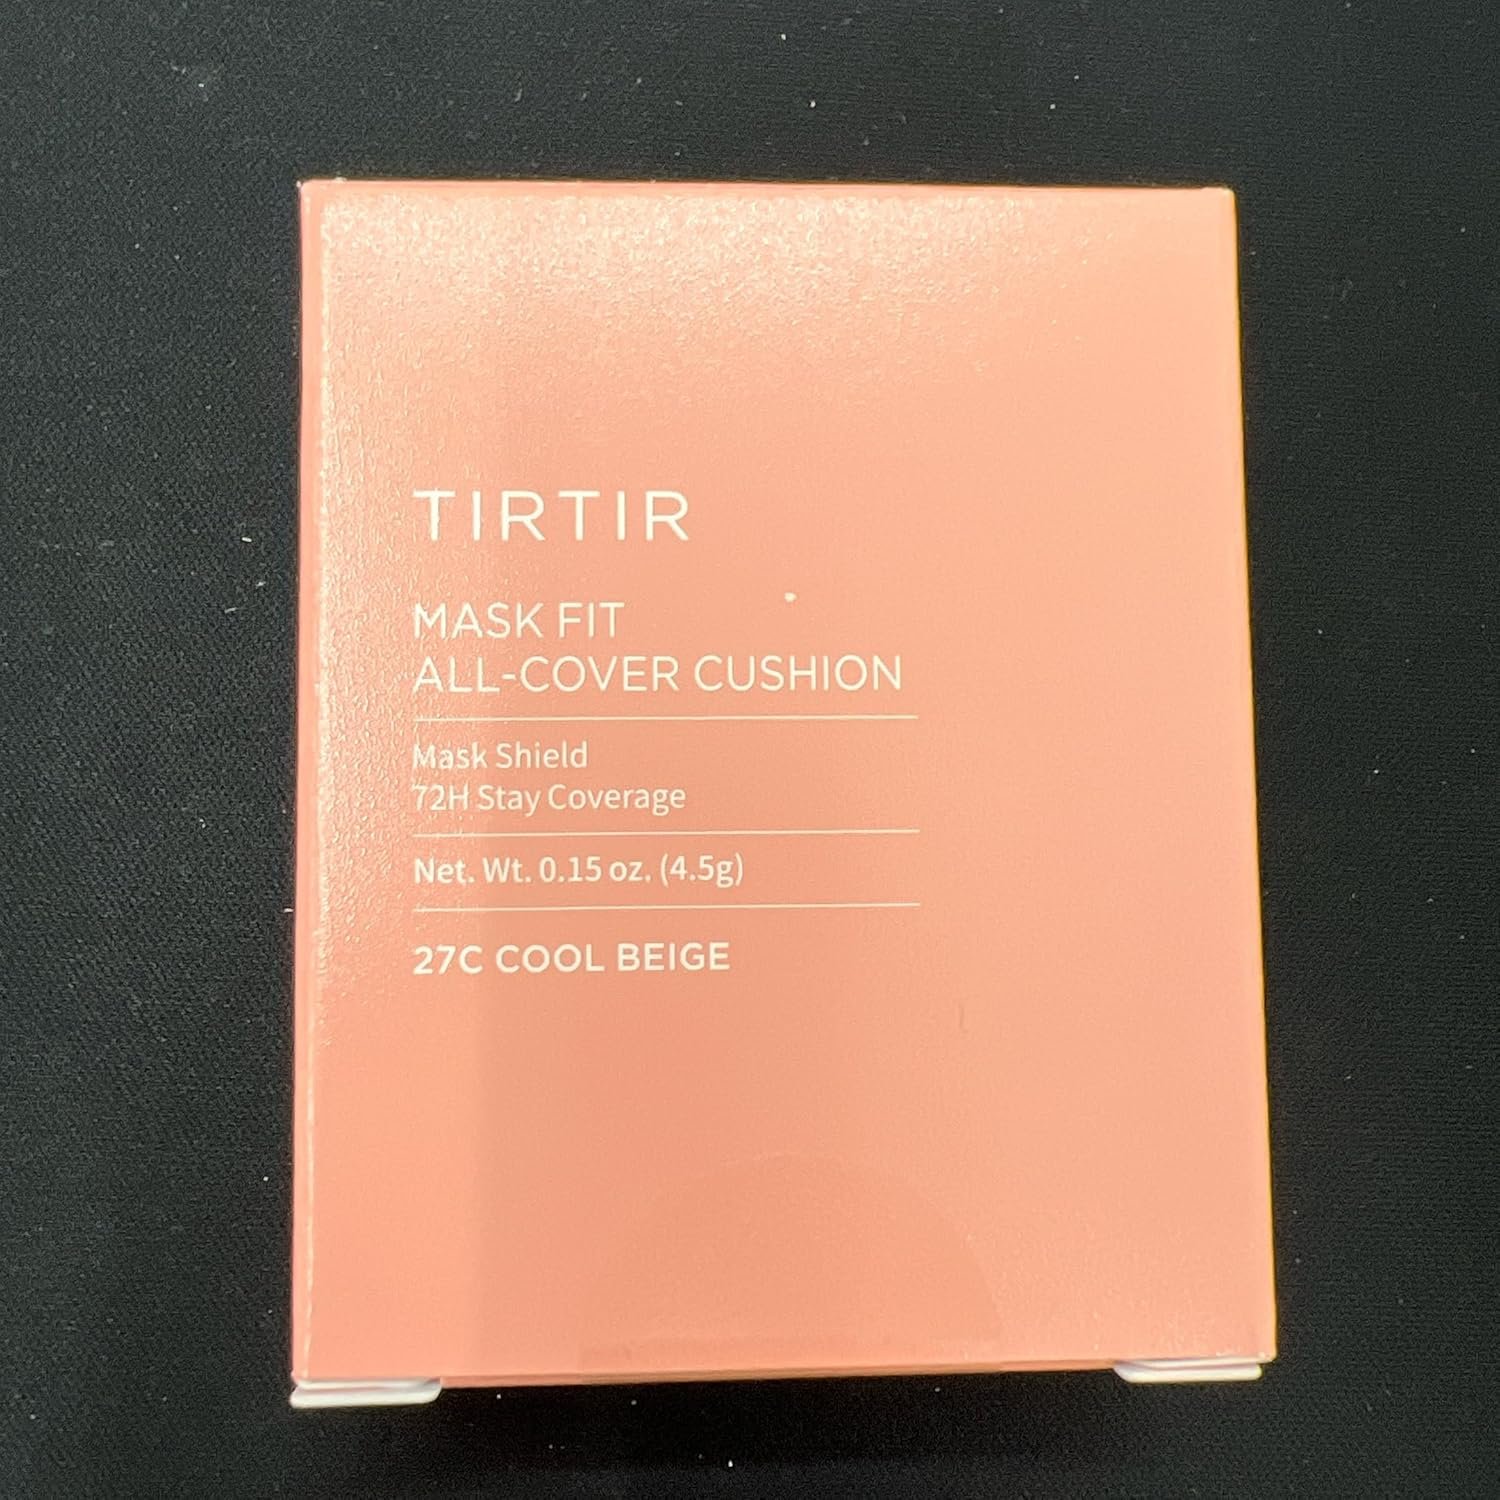 TIRTIR
MASK FIT
ALL-COVER CUSHION
Mask Shield
72H Stay Coverage
Net. Wt. 0.15 oz. (4.5g)
27C COOL BEIGE